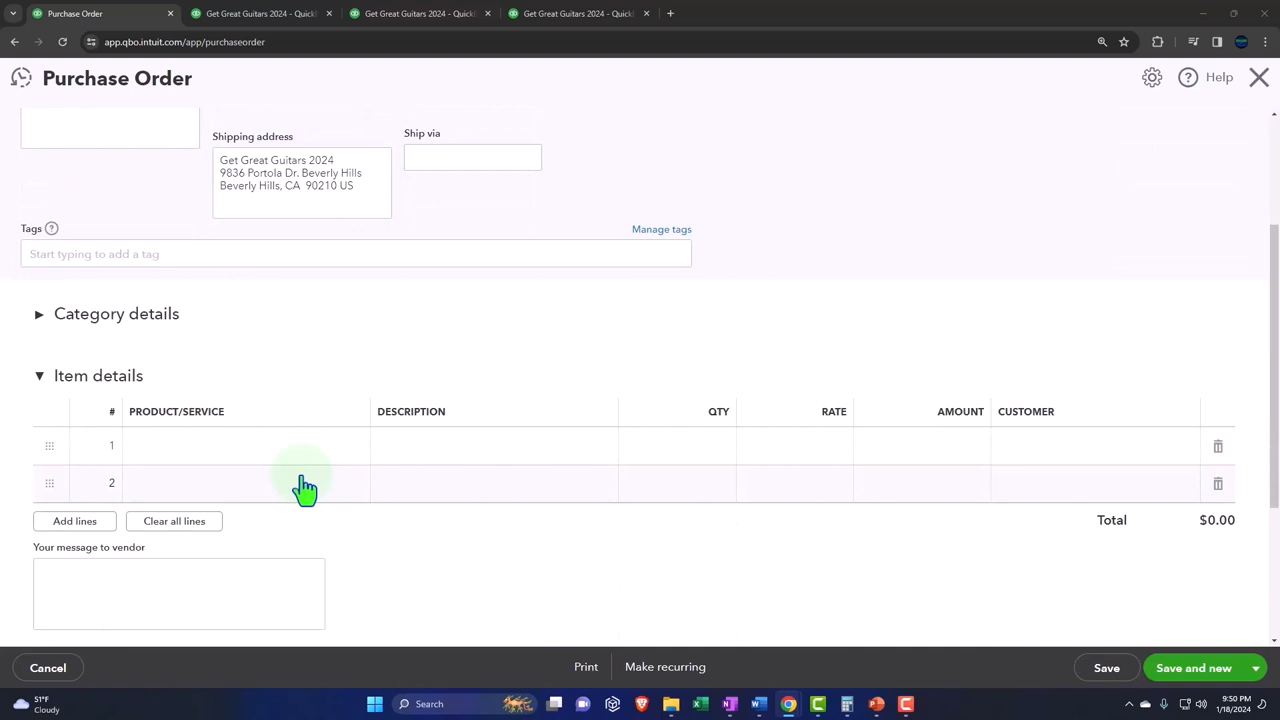 Purchase Order
Get Great Guitars 2024 - QuickB
Get Great Guitars 2024 - QuickB
Get Great Guitars 2024 - QuickB
app.qbo.intuit.com/app/purchaseorder
Purchase Order
? Help
Shipping address
Ship via
Get Great Guitars 2024
9836 Portola Dr. Beverly Hills
Beverly Hills, CA 90210 US
Tags ?
Manage tags
Start typing to add a tag
Category details
Item details
# PRODUCT/SERVICE DESCRIPTION QTY RATE AMOUNT CUSTOMER
1
2
Add lines Clear all lines Total $0.00
Your message to vendor
Cancel Print Make recurring Save Save and new
51°F
Cloudy
Search
9:50 PM
1/18/2024